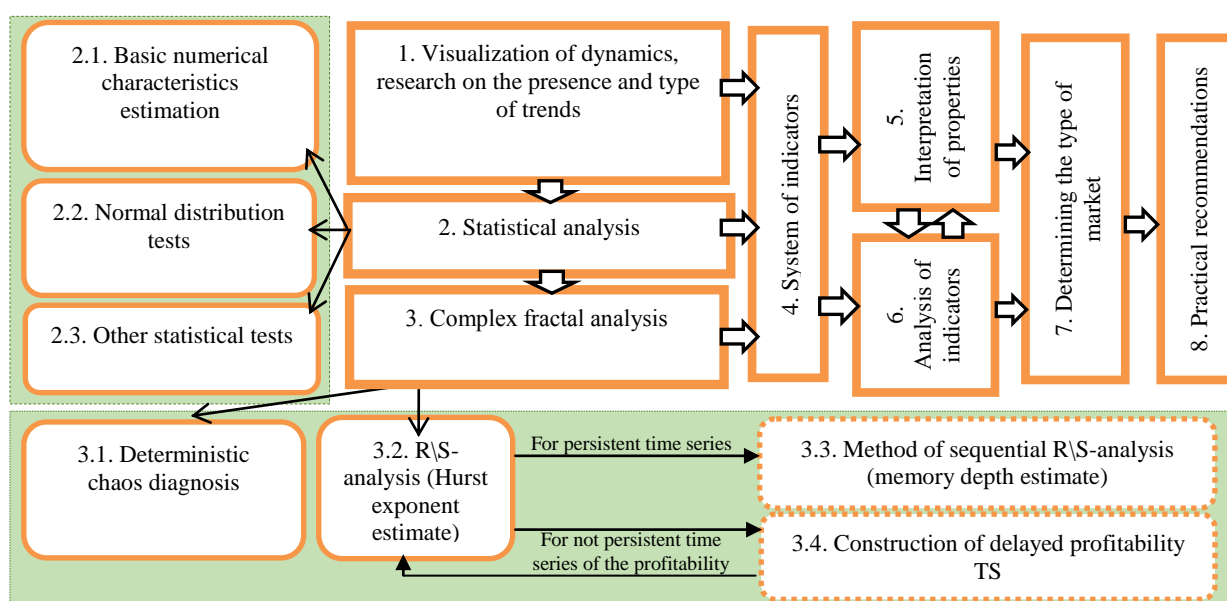 2.1. Basic numerical
characteristics
estimation
2.2. Normal distribution
tests
2.3. Other statistical tests
1. Visualization of dynamics,
research on the presence and type
of trends
2. Statistical analysis
3. Complex fractal analysis
4. System of indicators
5.
Interpretation
of properties
6.
Analysis of
indicators
7. Determining the type of
market
8. Practical recommendations
3.1. Deterministic
chaos diagnosis
3.2. R\S-
analysis (Hurst
exponent
estimate)
For persistent time series
3.3. Method of sequential R\S-analysis
(memory depth estimate)
For not persistent time
series of the profitability
3.4. Construction of delayed profitability
TS